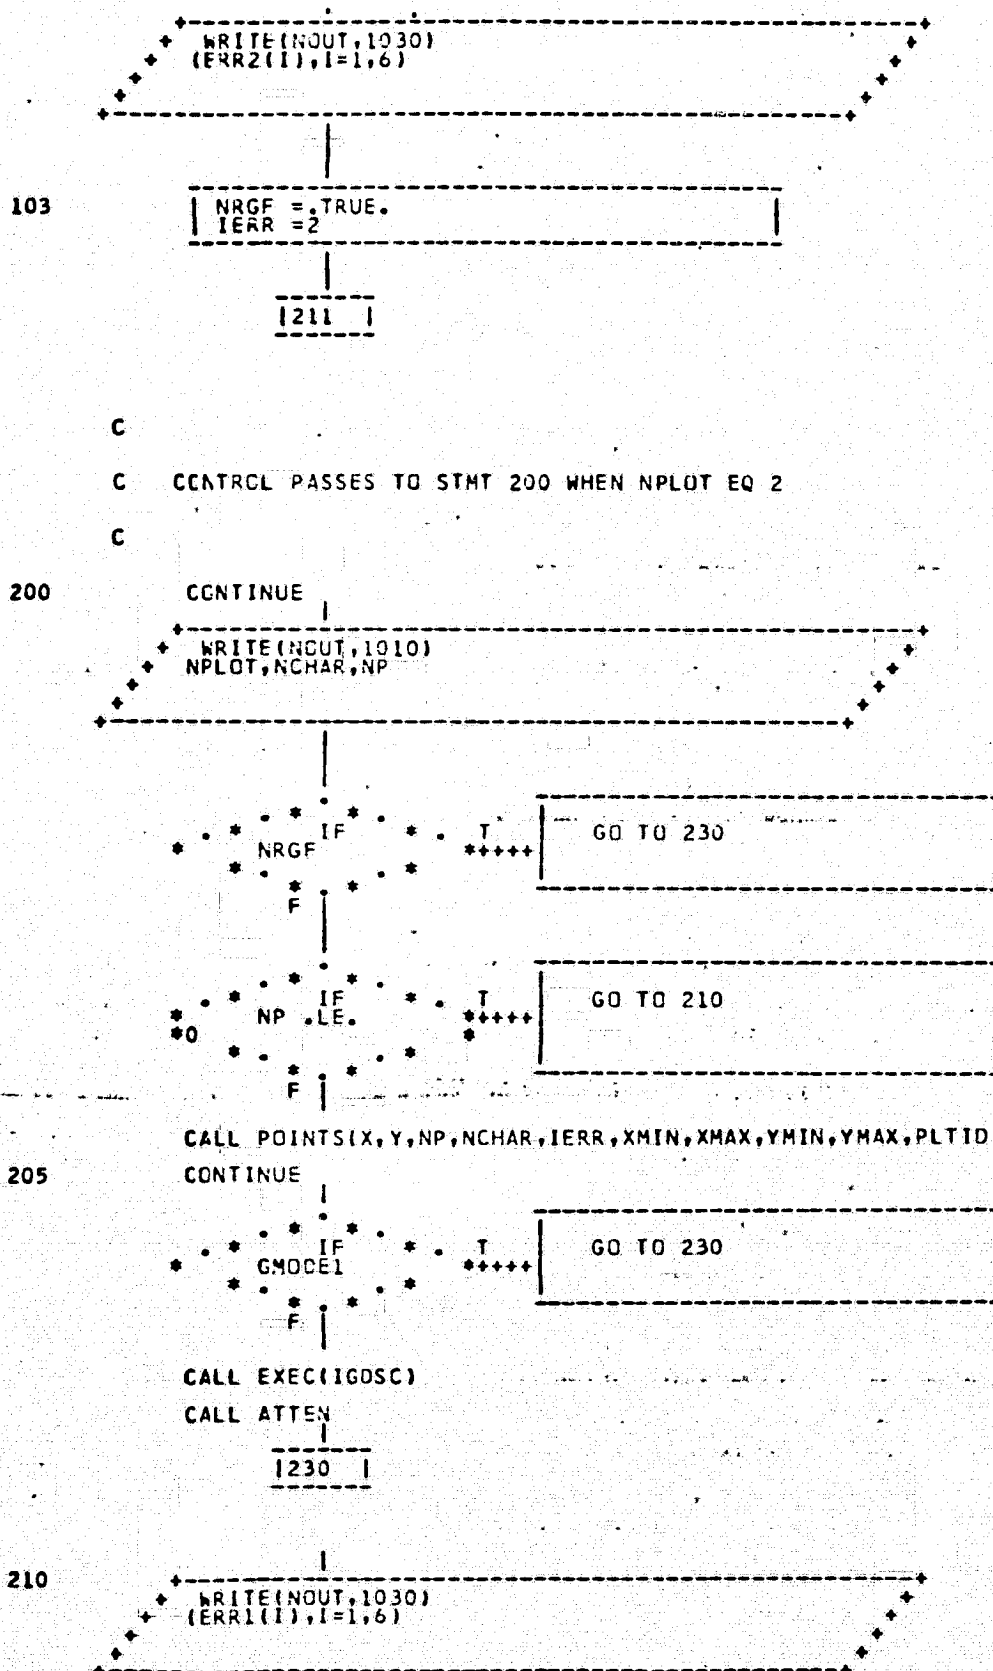 WRITE(NOUT,1030)
(ERR2(I),I=1,6)
103
NRGF =.TRUE.
IERR =2
211
C
C CONTROL PASSES TO STMT 200 WHEN NPLOT EQ 2
C
200 CONTINUE
WRITE(NOUT,1010)
NPLOT,NCHAR,NP
IF T GO TO 230
NRGF
F
IF T GO TO 210
NP .LE.
*0
F
CALL POINTS(X,Y,NP,NCHAR,IERR,XMIN,XMAX,YMIN,YMAX,PLTID
205 CONTINUE
IF T GO TO 230
GMODE1
F
CALL EXEC(IGDSC)
CALL ATTEN
230
210
WRITE(NOUT,1030)
(ERR1(I),I=1,6)